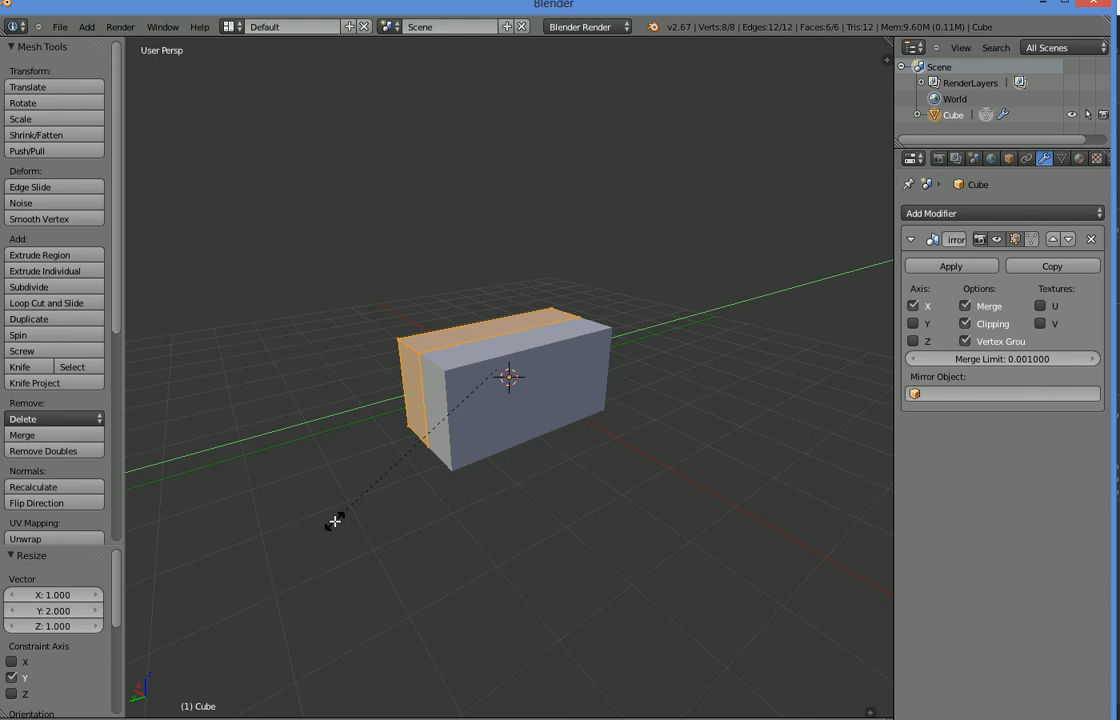 Blender
File Add Render Window Help Default Scene Blender Render v2.67 | Verts:8/8 | Edges:12/12 | Faces:6/6 | Tris:12 | Mem:9.60M (0.11M) | Cube
Mesh Tools
Transform:
Translate
Rotate
Scale
Shrink/Fatten
Push/Pull
Deform:
Edge Slide
Noise
Smooth Vertex
Add:
Extrude Region
Extrude Individual
Subdivide
Loop Cut and Slide
Duplicate
Spin
Screw
Knife Select
Knife Project
Remove:
Delete
Merge
Remove Doubles
Normals:
Recalculate
Flip Direction
UV Mapping:
Unwrap
Resize
Vector
X: 1.000
Y: 2.000
Z: 1.000
Constraint Axis
X
Y
Z
Orientation
User Persp
(1) Cube
View Search All Scenes
Scene
RenderLayers |
World
Cube |
Cube
Add Modifier
irror
Apply Copy
Axis: Options: Textures:
X Merge U
Y Clipping V
Z Vertex Grou
Merge Limit: 0.001000
Mirror Object: